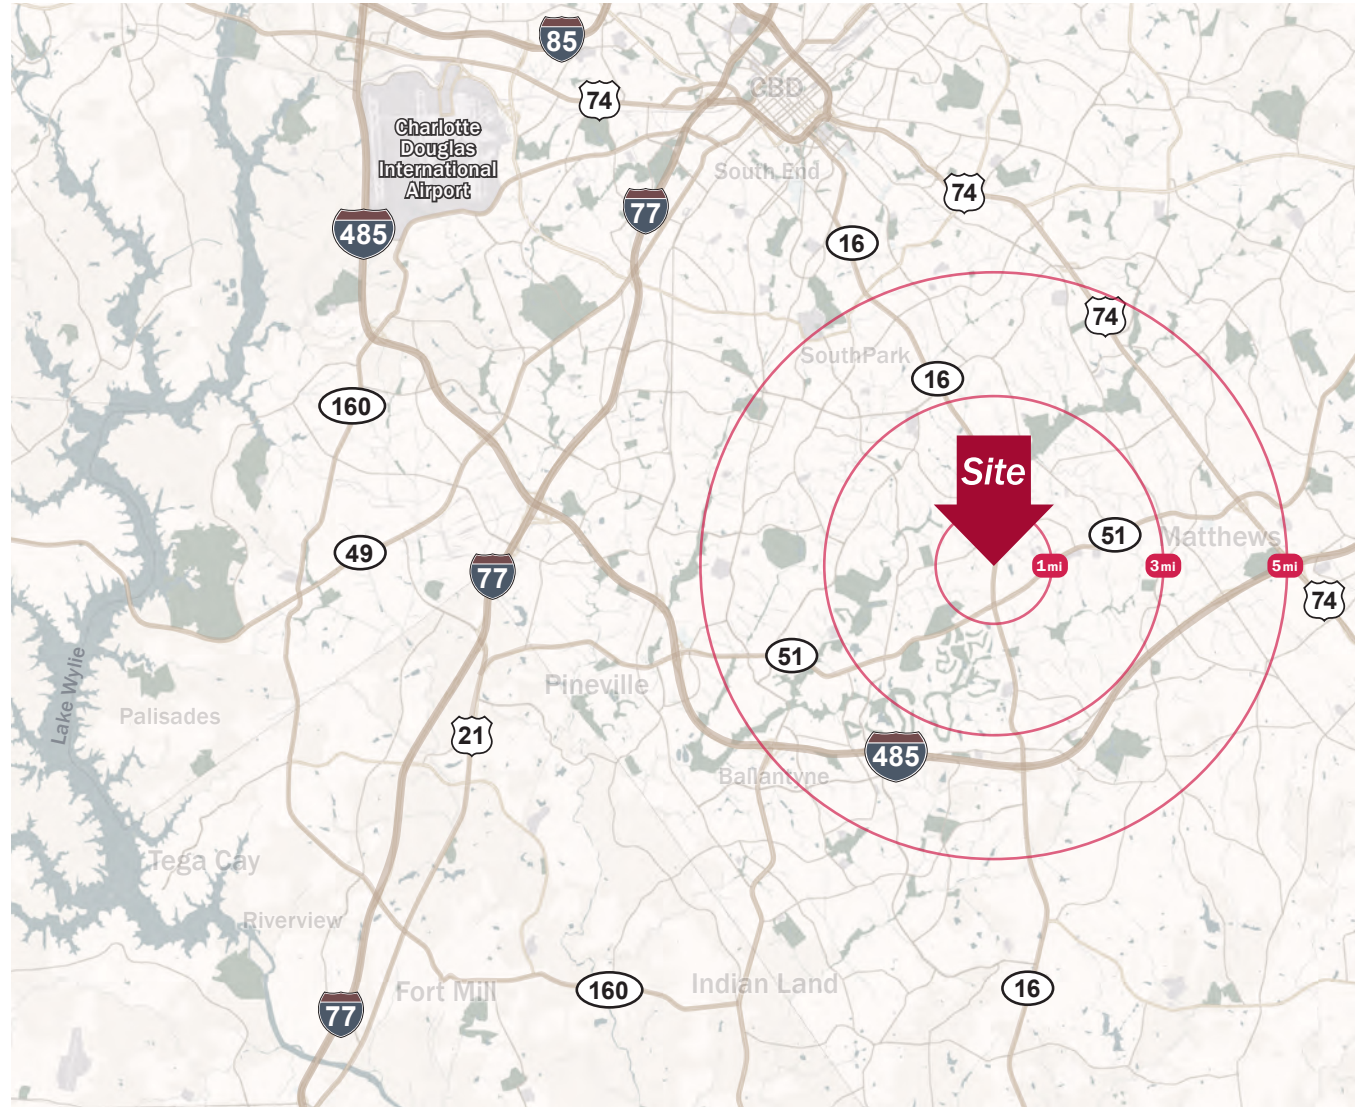 85
74
CBD
Charlotte
Douglas
International
Airport
South End
74
77
485
16
74
SouthPark
16
160
Site
51
Matthews
49
1mi
3mi
5mi
77
74
51
Pineville
Lake Wylie
Palisades
21
485
Ballantyne
Tega Cay
Riverview
Indian Land
Fort Mill
160
16
77